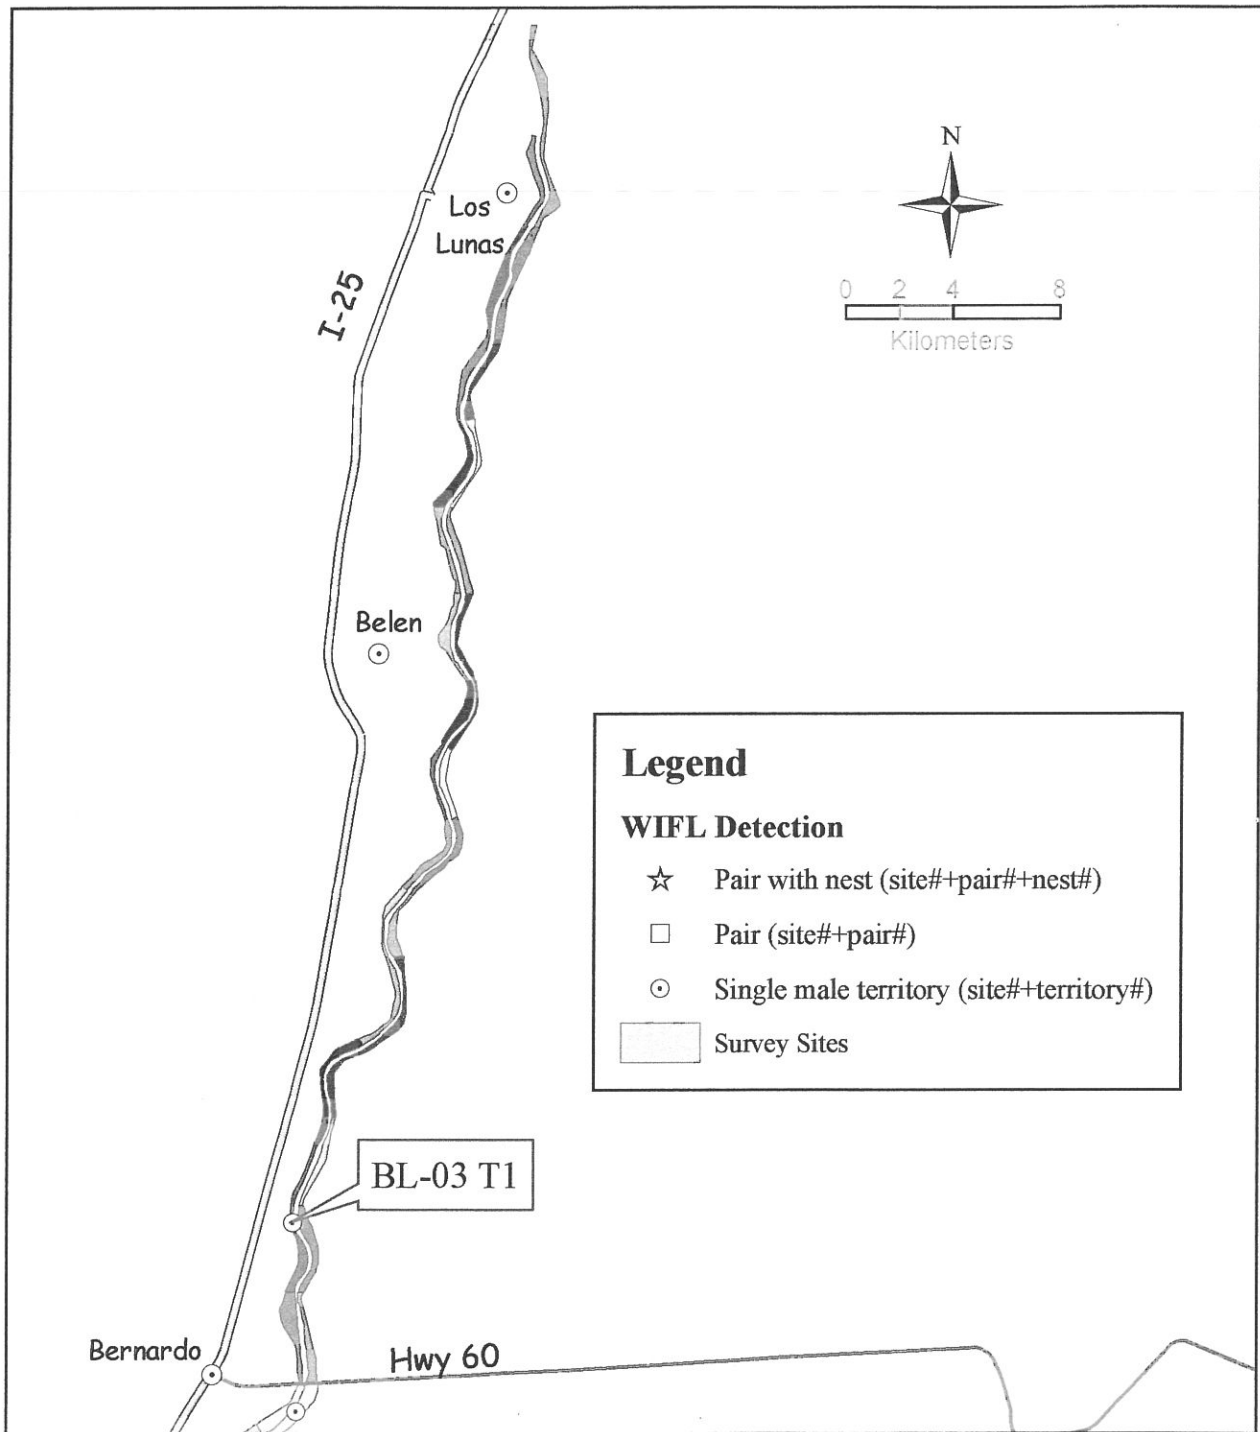 N
Los
Lunas
I-25
0 2 4 8
Kilometers
Belen
Legend
WIFL Detection
Pair with nest (site#+pair#+nest#)
Pair (site#+pair#)
Single male territory (site#+territory#)
Survey Sites
BL-03 T1
Bernardo
Hwy 60